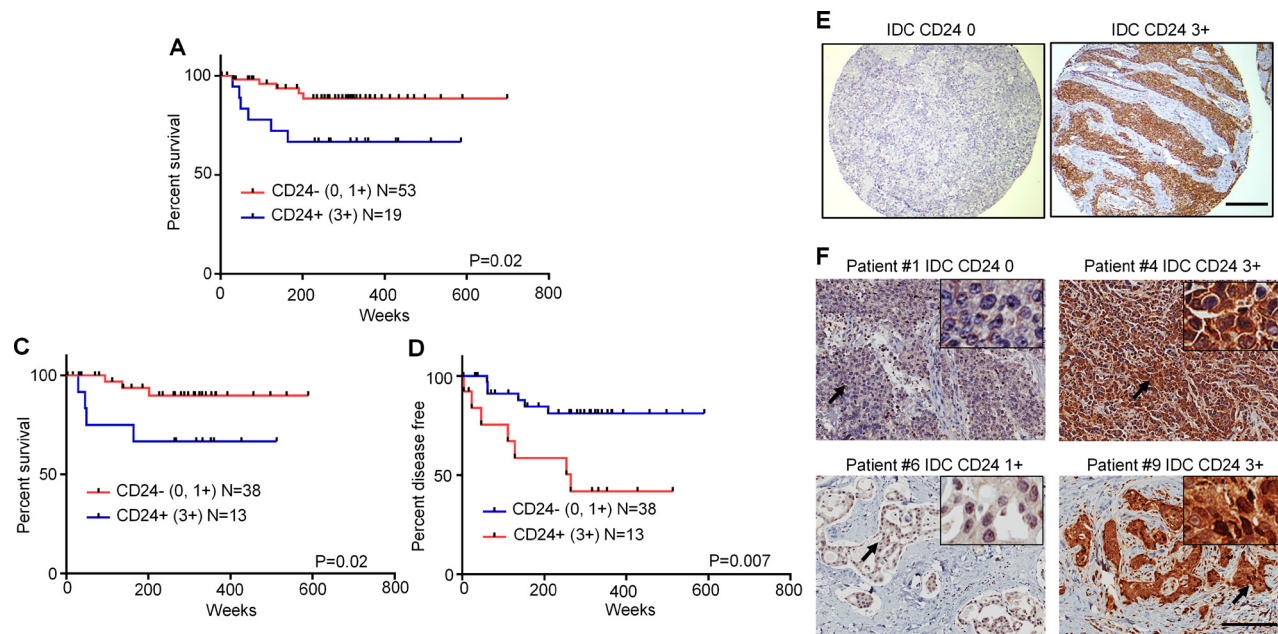 A
100
50
0
Percent survival
CD24- (0, 1+) N=53
CD24+ (3+) N=19
P=0.02
0 200 400 600 800
Weeks
C
100
50
0
Percent survival
CD24- (0, 1+) N=38
CD24+ (3+) N=13
P=0.02
0 200 400 600 800
Weeks
D
100
50
0
Percent disease free
CD24- (0, 1+) N=38
CD24+ (3+) N=13
P=0.007
0 200 400 600 800
Weeks
E
IDC CD24 0
IDC CD24 3+
F
Patient #1 IDC CD24 0
Patient #4 IDC CD24 3+
Patient #6 IDC CD24 1+
Patient #9 IDC CD24 3+